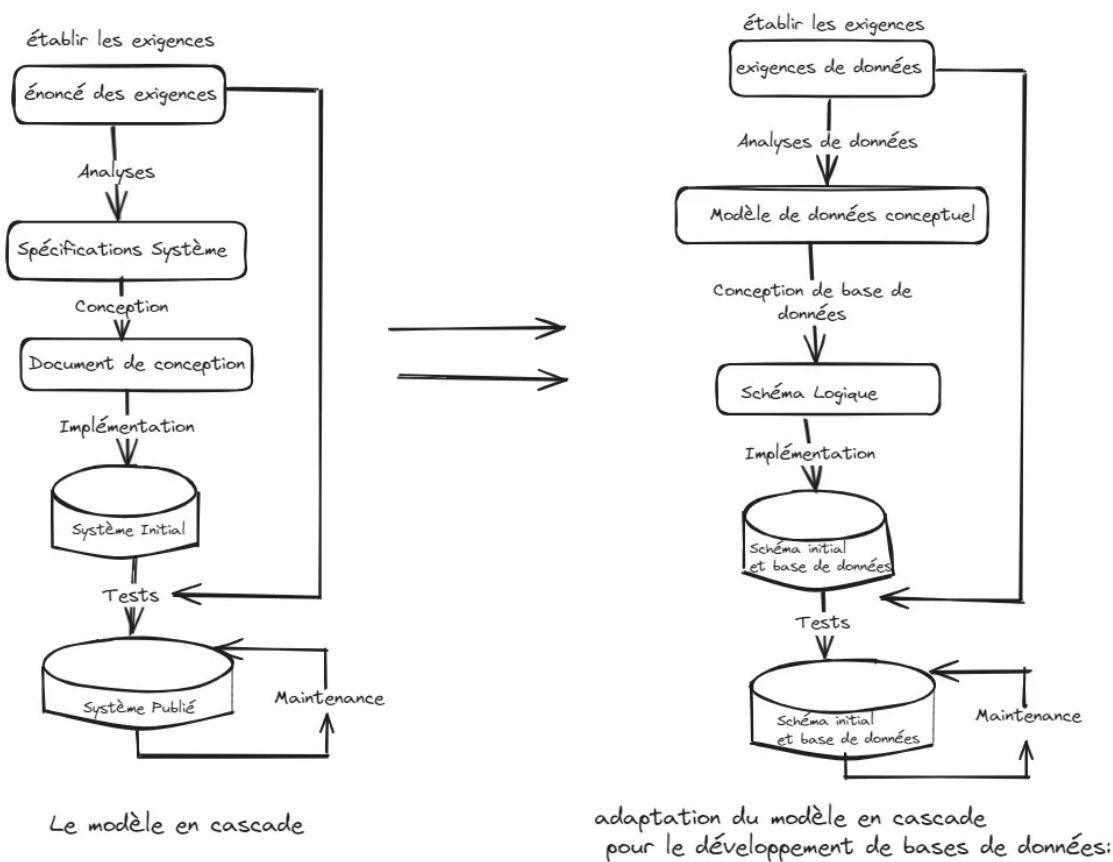 établir les exigences
énoncé des exigences
Analyses
Spécifications Système
Conception
Document de conception
Implémentation
Système Initial
Tests
Système Publié
Maintenance
Le modèle en cascade
établir les exigences
exigences de données
Analyses de données
Modèle de données conceptuel
Conception de base de
données
Schéma Logique
Implémentation
Schéma initial
et base de données
Tests
Schéma initial
et base de données
Maintenance
adaptation du modèle en cascade
pour le développement de bases de données: